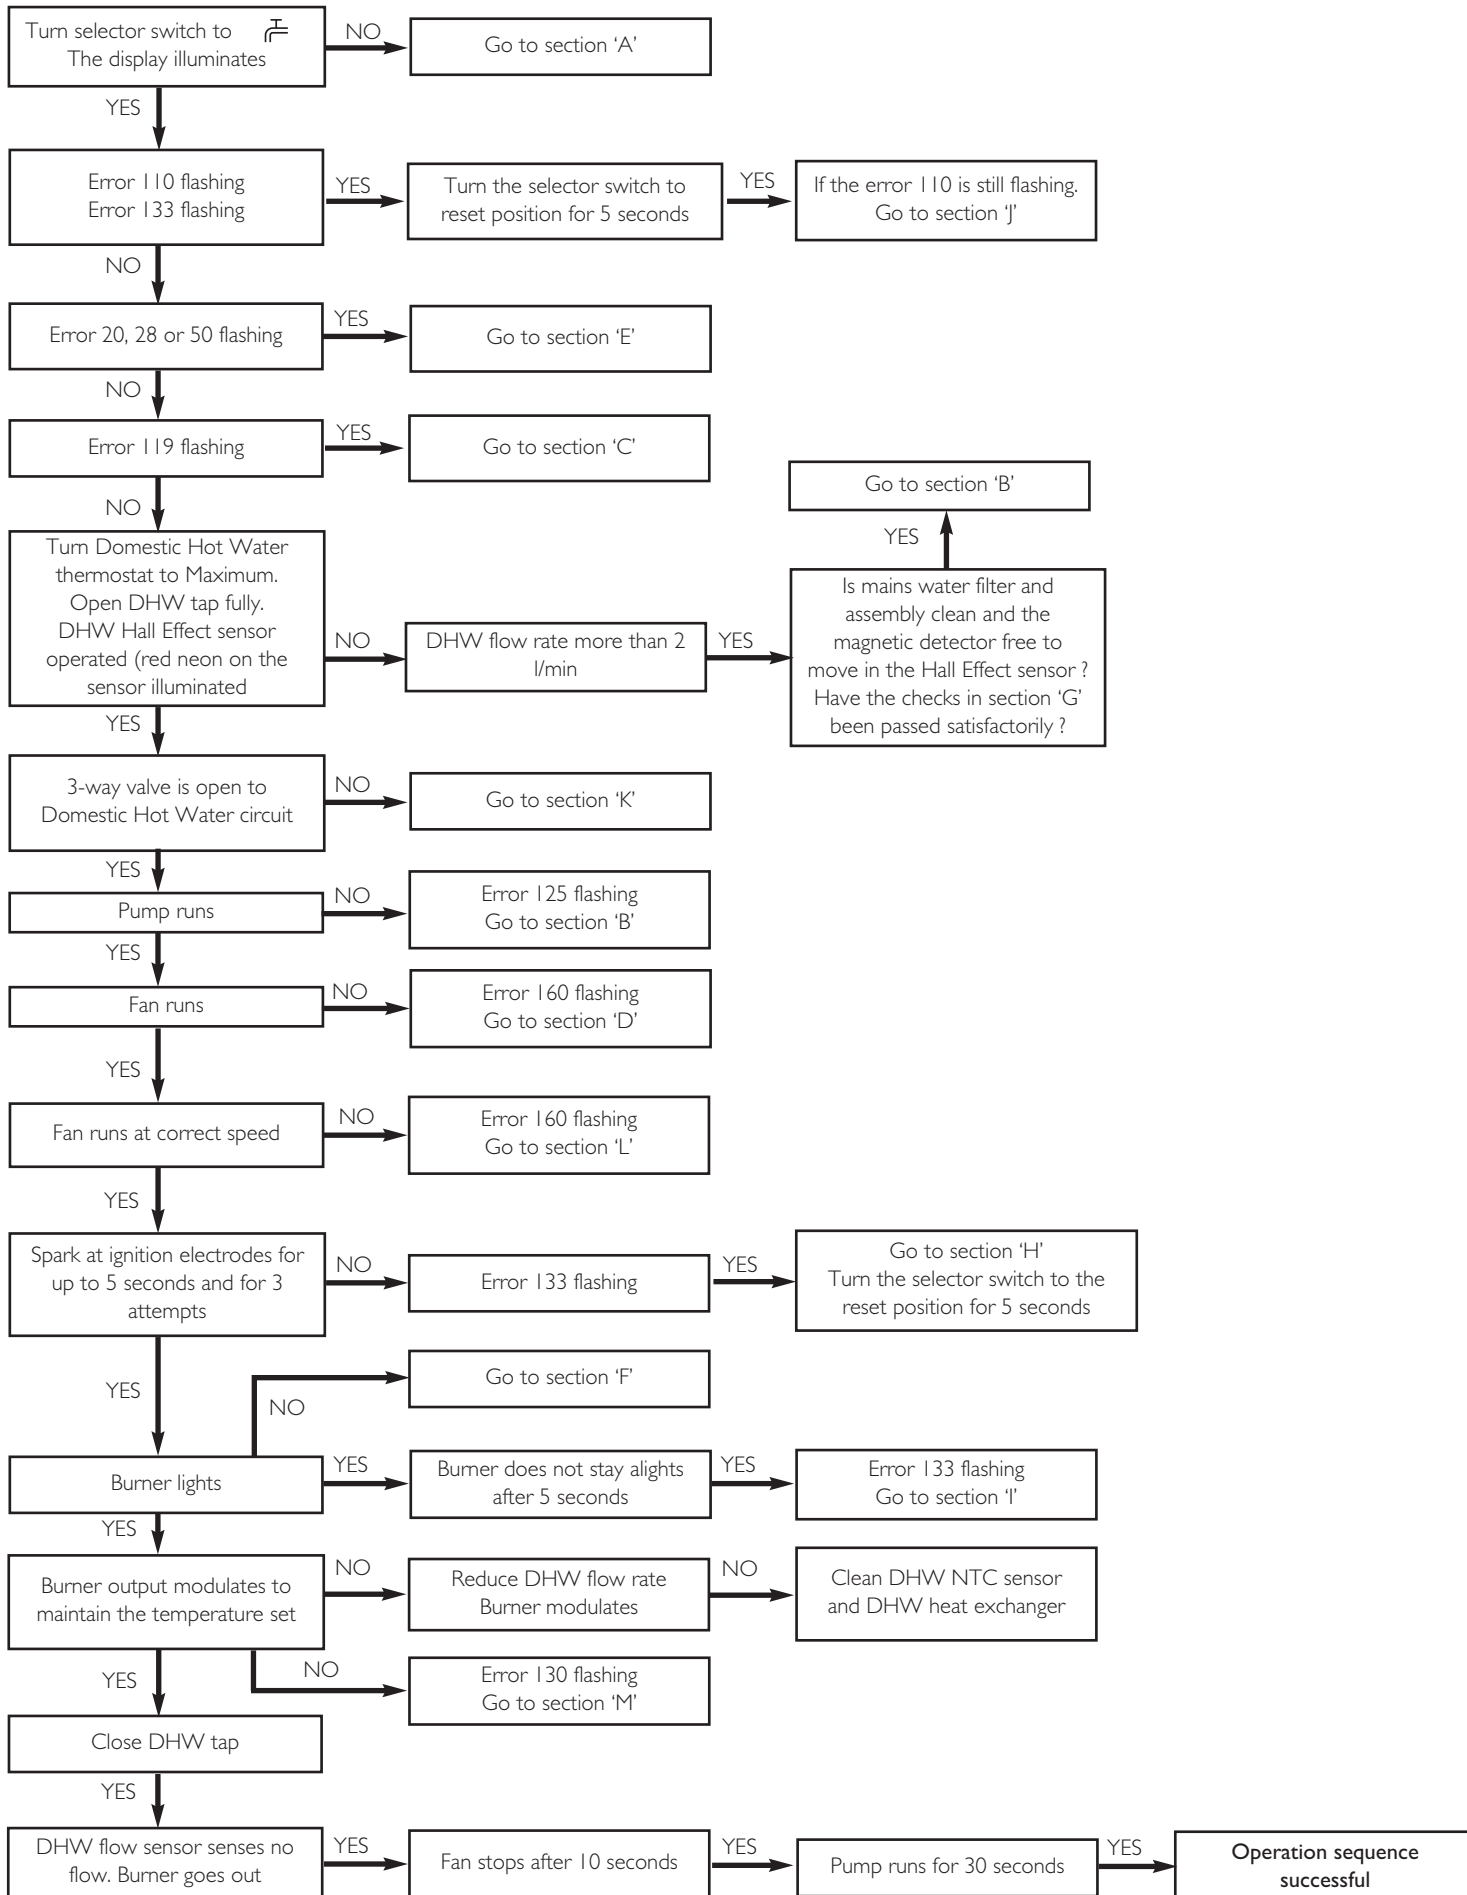 Turn selector switch to
The display illuminates
NO
Go to section ‘A’
YES
Error 110 flashing
Error 133 flashing
YES
Turn the selector switch to
reset position for 5 seconds
YES
If the error 110 is still flashing.
Go to section ‘J’
NO
Error 20, 28 or 50 flashing
YES
Go to section ‘E’
NO
Error 119 flashing
YES
Go to section ‘C’
NO
Go to section ‘B’
YES
Turn Domestic Hot Water
thermostat to Maximum.
Open DHW tap fully.
DHW Hall Effect sensor
operated (red neon on the
sensor illuminated
NO
DHW flow rate more than 2
l/min
YES
Is mains water filter and
assembly clean and the
magnetic detector free to
move in the Hall Effect sensor ?
Have the checks in section ‘G’
been passed satisfactorily ?
YES
3-way valve is open to
Domestic Hot Water circuit
NO
Go to section ‘K’
YES
Pump runs
NO
Error 125 flashing
Go to section ‘B’
YES
Fan runs
NO
Error 160 flashing
Go to section ‘D’
YES
Fan runs at correct speed
NO
Error 160 flashing
Go to section ‘L’
YES
Spark at ignition electrodes for
up to 5 seconds and for 3
attempts
NO
Error 133 flashing
YES
Go to section ‘H’
Turn the selector switch to the
reset position for 5 seconds
YES
NO
Go to section ‘F’
Burner lights
YES
Burner does not stay alights
after 5 seconds
YES
Error 133 flashing
Go to section ‘I’
YES
Burner output modulates to
maintain the temperature set
NO
Reduce DHW flow rate
Burner modulates
NO
Clean DHW NTC sensor
and DHW heat exchanger
YES
NO
Error 130 flashing
Go to section ‘M’
Close DHW tap
YES
DHW flow sensor senses no
flow. Burner goes out
YES
Fan stops after 10 seconds
YES
Pump runs for 30 seconds
YES
Operation sequence
successful